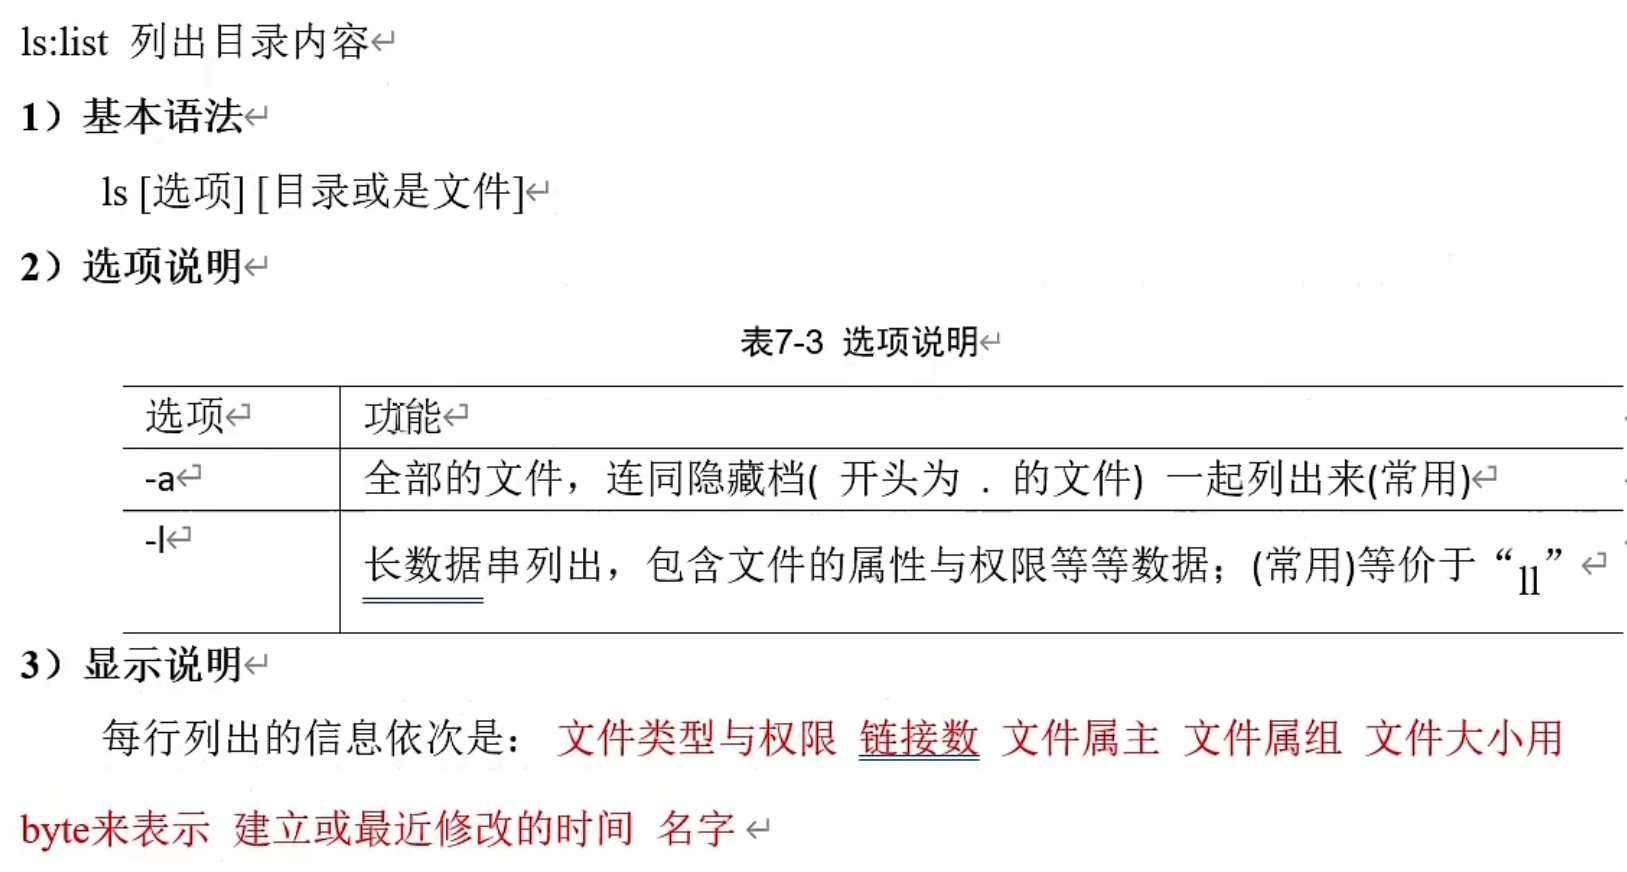 ls:list 列出目录内容
1）基本语法
ls [选项] [目录或是文件]
2）选项说明
表7-3 选项说明
选项 功能
-a 全部的文件，连同隐藏档( 开头为 . 的文件) 一起列出来(常用)
-l 长数据串列出，包含文件的属性与权限等等数据；(常用)等价于“ll”
3）显示说明
每行列出的信息依次是： 文件类型与权限 链接数 文件属主 文件属组 文件大小用
byte来表示 建立或最近修改的时间 名字